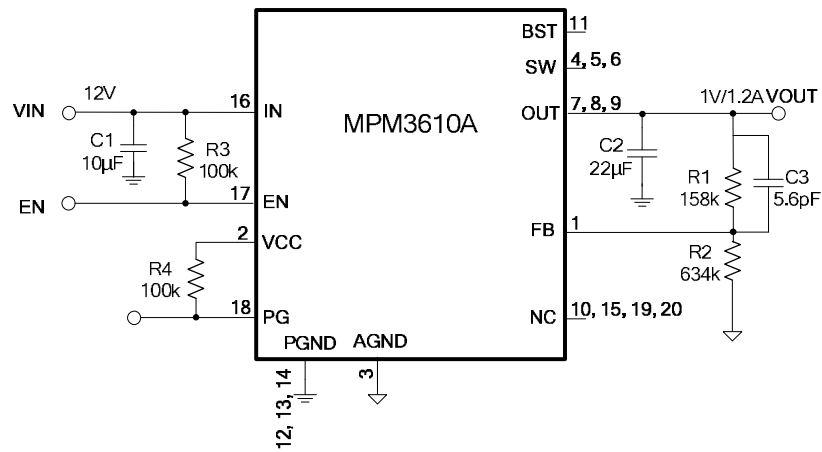 BST 11
SW 4, 5, 6
VIN 12V 16 IN
MPM3610A
OUT 7, 8, 9 1V/1.2A VOUT
C1
10µF
R3
100k
C2
22µF
R1
158k
C3
5.6pF
EN 17 EN
FB 1
2 VCC
R4
100k
R2
634k
18 PG
NC 10, 15, 19, 20
PGND AGND
12, 13, 14
3